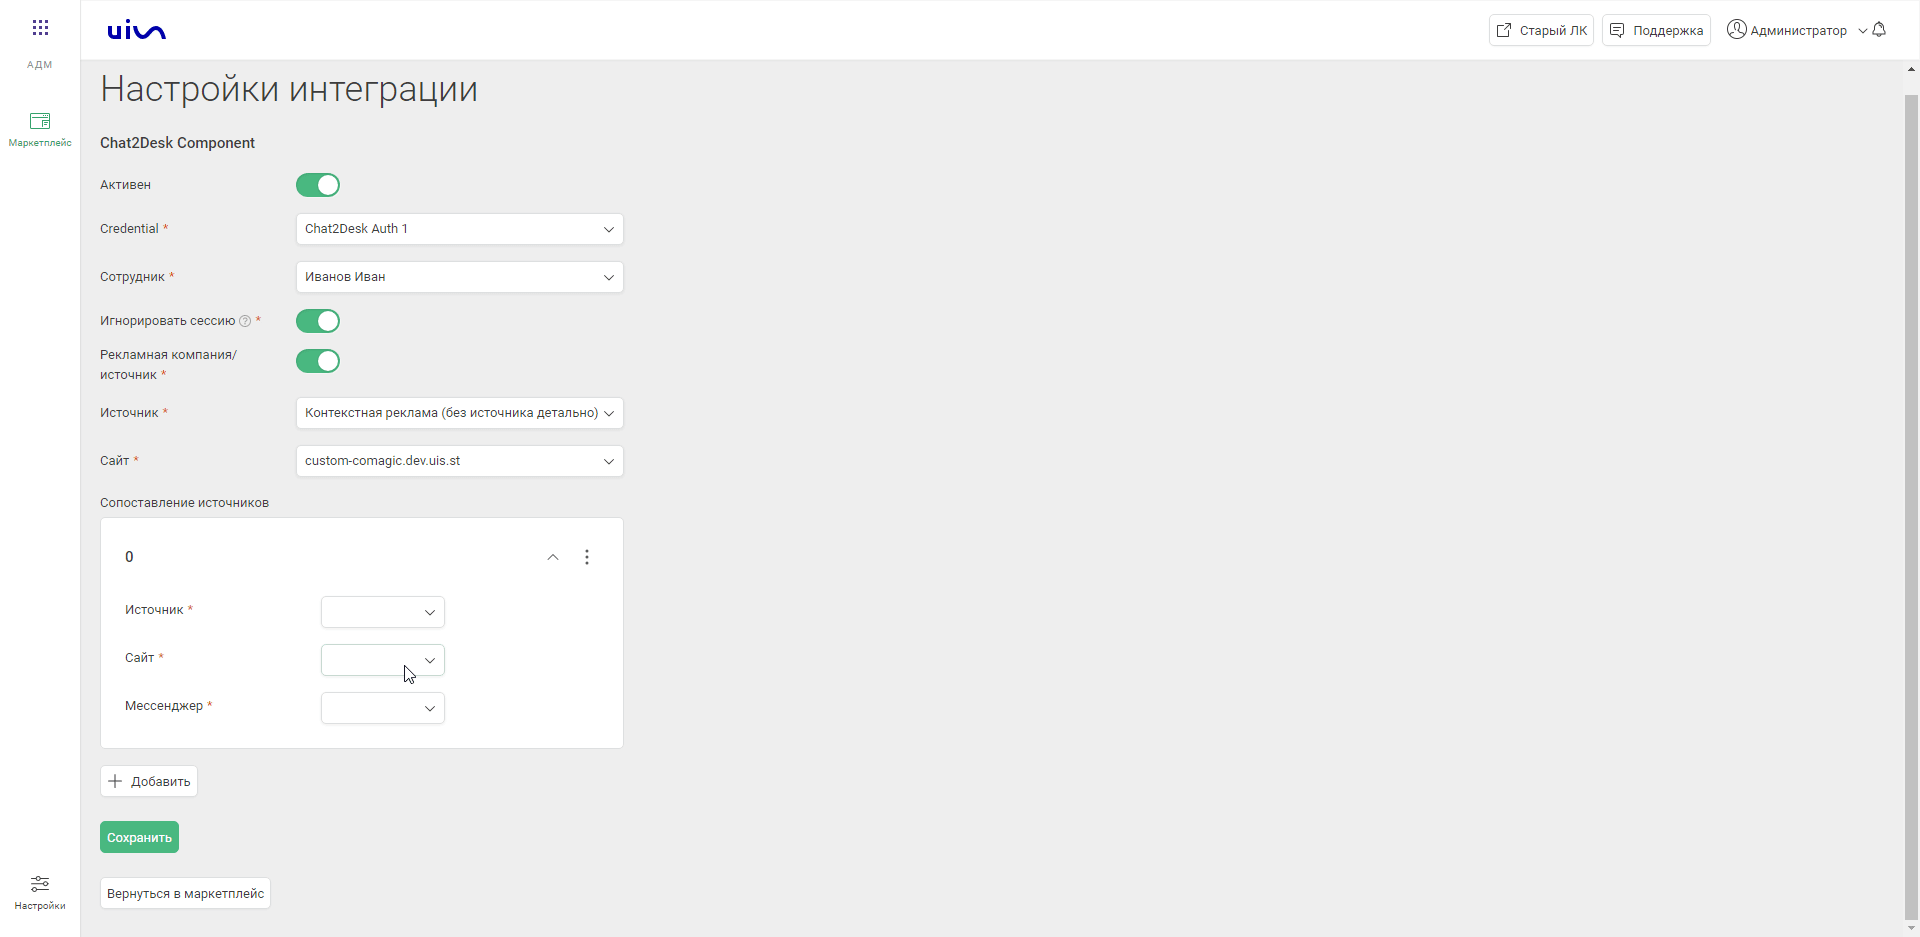 uis
Старый ЛК
Поддержка
Администратор
АДМ
Маркетплейс
Настройки интеграции
Chat2Desk Component
Активен
Credential *
Chat2Desk Auth 1
Сотрудник *
Иванов Иван
Игнорировать сессию ? *
Рекламная компания/
источник *
Источник *
Контекстная реклама (без источника детально)
Сайт *
custom-comagic.dev.uis.st
Сопоставление источников
0
Источник *
Сайт *
Мессенджер *
Добавить
Сохранить
Вернуться в маркетплейс
Настройки